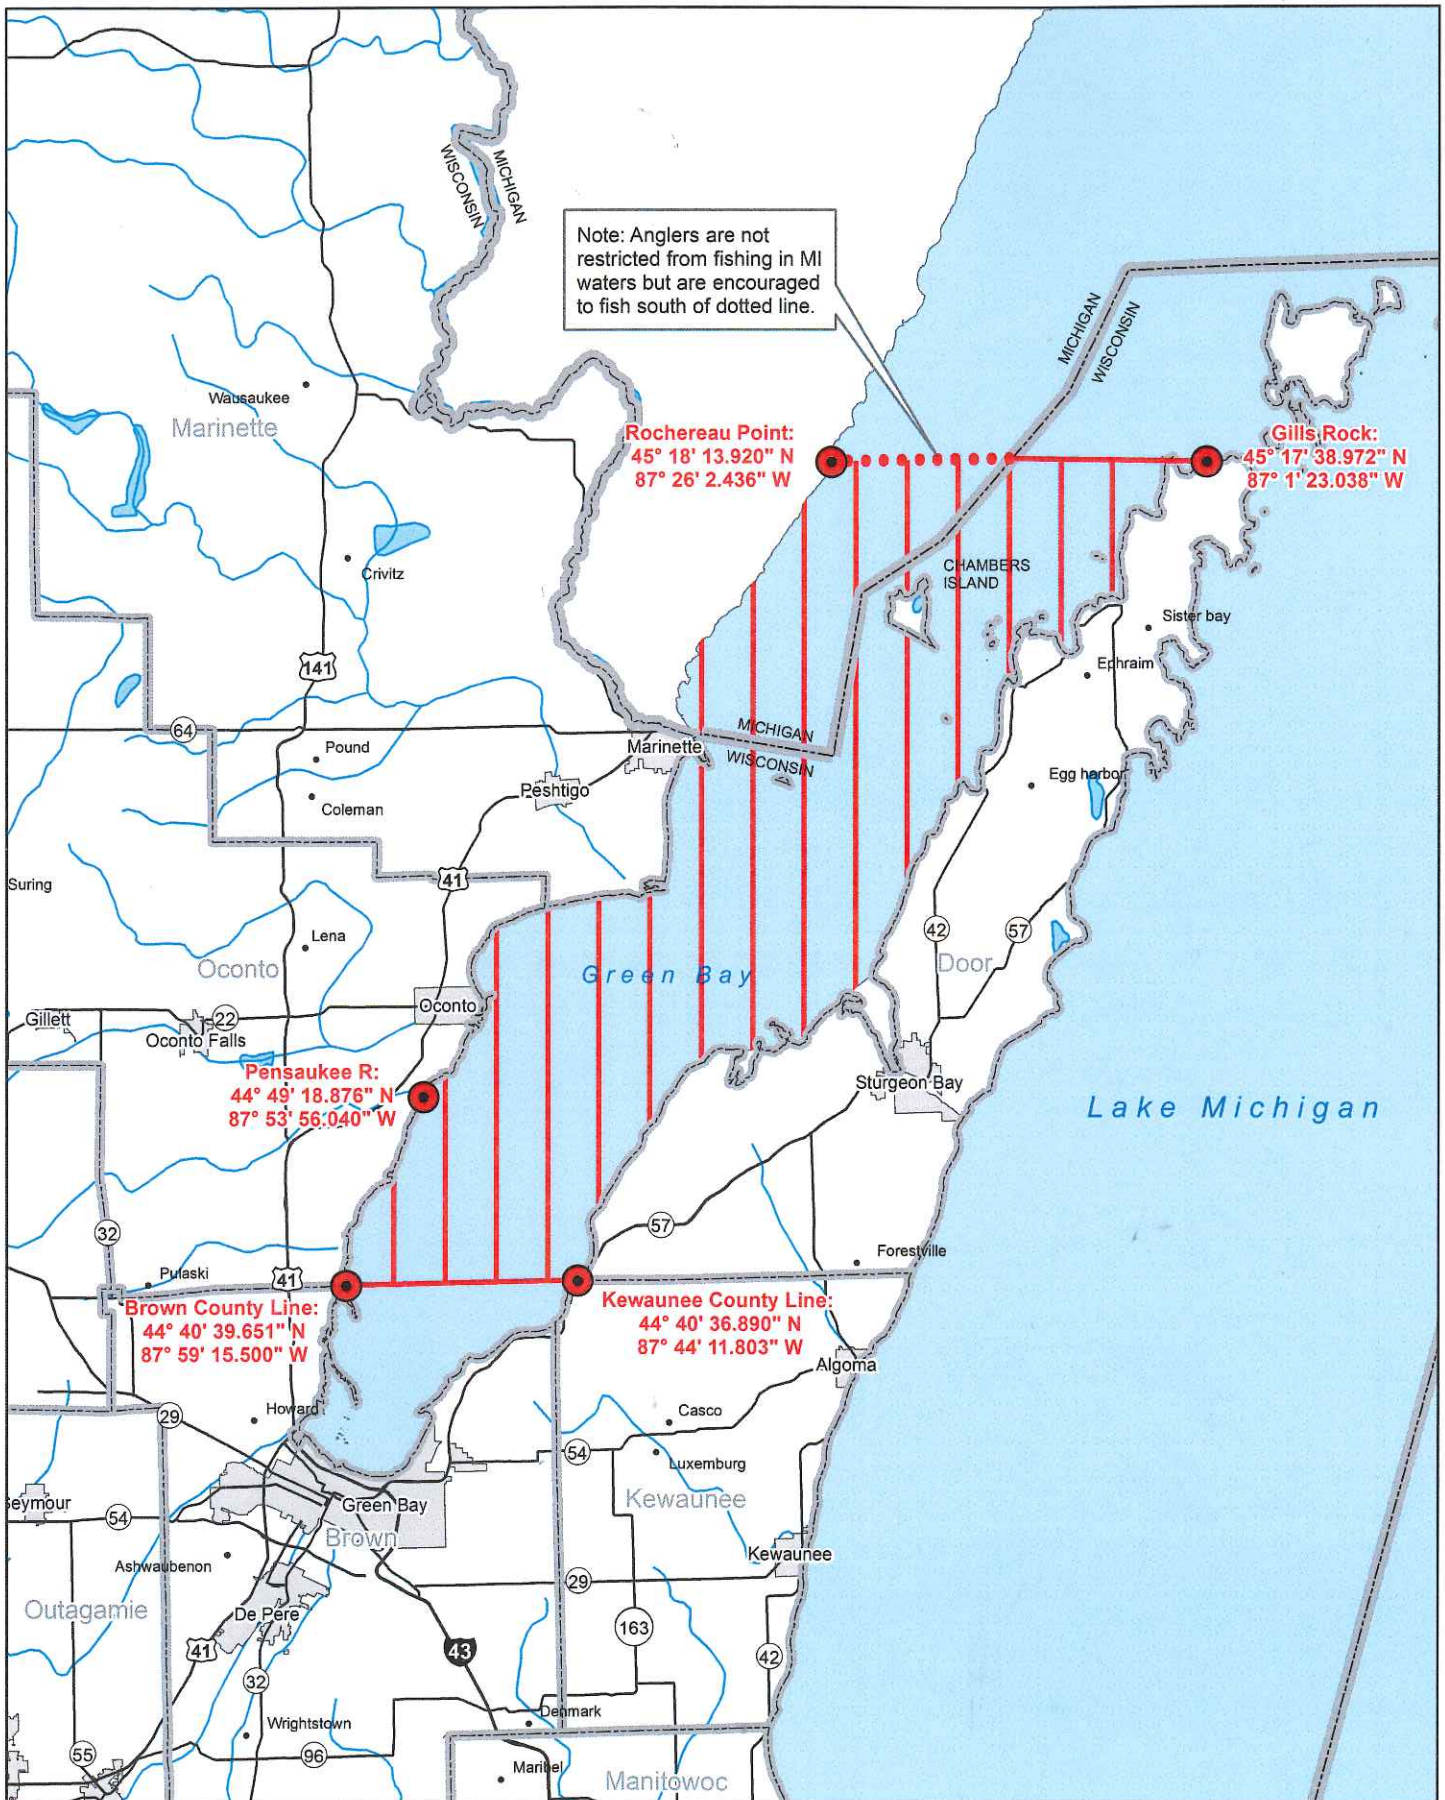 WISCONSIN
MICHIGAN
Note: Anglers are not
restricted from fishing in MI
waters but are encouraged
to fish south of dotted line.
MICHIGAN
WISCONSIN
Wausaukee
Marinette
Rochereau Point:
45° 18' 13.920" N
87° 26' 2.436" W
Gills Rock:
45° 17' 38.972" N
87° 1' 23.038" W
Crivitz
CHAMBERS
ISLAND
Sister bay
Ephraim
141
64
Pound
Marinette
MICHIGAN
WISCONSIN
Egg harbor
Peshtigo
Coleman
41
Suring
Lena
42
57
Oconto
Green Bay
Door
Oconto
Gillett
22
Oconto Falls
Pensaukee R:
44° 49' 18.876" N
87° 53' 56.040" W
Sturgeon Bay
Lake Michigan
32
57
Forestville
Pulaski
41
Brown County Line:
44° 40' 39.651" N
87° 59' 15.500" W
Kewaunee County Line:
44° 40' 36.890" N
87° 44' 11.803" W
Algoma
29
Howard
Casco
54
Luxemburg
Kewaunee
Seymour
54
Green Bay
Brown
Ashwaubenon
Kewaunee
29
Outagamie
De Pere
163
41
43
42
32
Denmark
Wrightstown
55
96
Maribel
Manitowoc